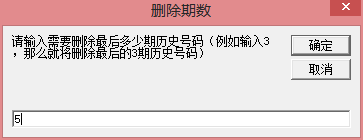 删除期数
请输入需要删除最后多少期历史号码（例如输入3
，那么就将删除最后的3期历史号码）
确定
取消
5